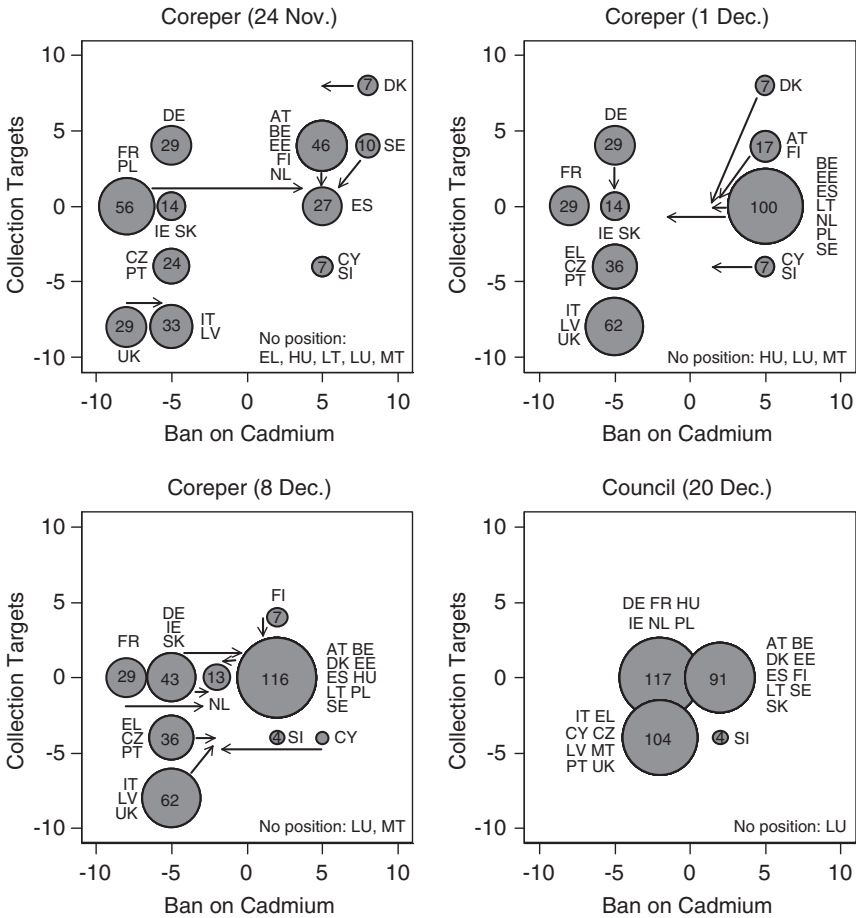 Coreper (24 Nov.)
Collection Targets
10
5
0
-5
-10
7 DK
DE
29
AT
BE
EE
FI
NL
46
10 SE
FR
PL
56
14
IE SK
27 ES
CZ
PT
24
7 CY
SI
29
UK
33 IT
LV
No position:
EL, HU, LT, LU, MT
-10 -5 0 5 10
Ban on Cadmium
Coreper (1 Dec.)
Collection Targets
10
5
0
-5
-10
7 DK
DE
29
17 AT
FI
FR
29
14
IE SK
100
BE
EE
ES
LT
NL
PL
SE
EL
CZ
PT
36
7 CY
SI
IT
LV
UK
62
No position: HU, LU, MT
-10 -5 0 5 10
Ban on Cadmium
Coreper (8 Dec.)
Collection Targets
10
5
0
-5
-10
FI
7
DE
IE
SK
FR
29
43
13
NL
116
AT BE
DK EE
ES HU
LT PL
SE
EL
CZ
PT
36
4 SI
CY
IT
LV
UK
62
No position: LU, MT
-10 -5 0 5 10
Ban on Cadmium
Council (20 Dec.)
Collection Targets
10
5
0
-5
-10
DE FR HU
IE NL PL
117
91
AT BE
DK EE
ES FI
LT SE
SK
IT EL
CY CZ
LV MT
PT UK
104
4 SI
No position: LU
-10 -5 0 5 10
Ban on Cadmium